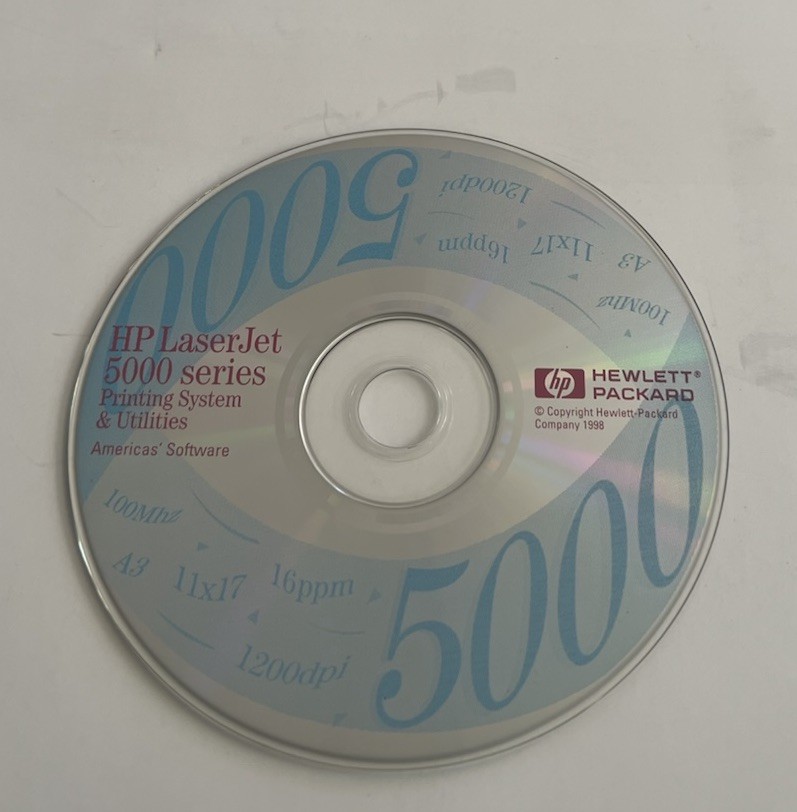 5000
1200dpi
16ppm
11x17
A3
100Mhz
HP LaserJet
5000 series
Printing System
& Utilities
Americas' Software
hp
HEWLETT®
PACKARD
© Copyright Hewlett-Packard
Company 1998
100Mhz
A3
11x17
16ppm
1200dpi
5000